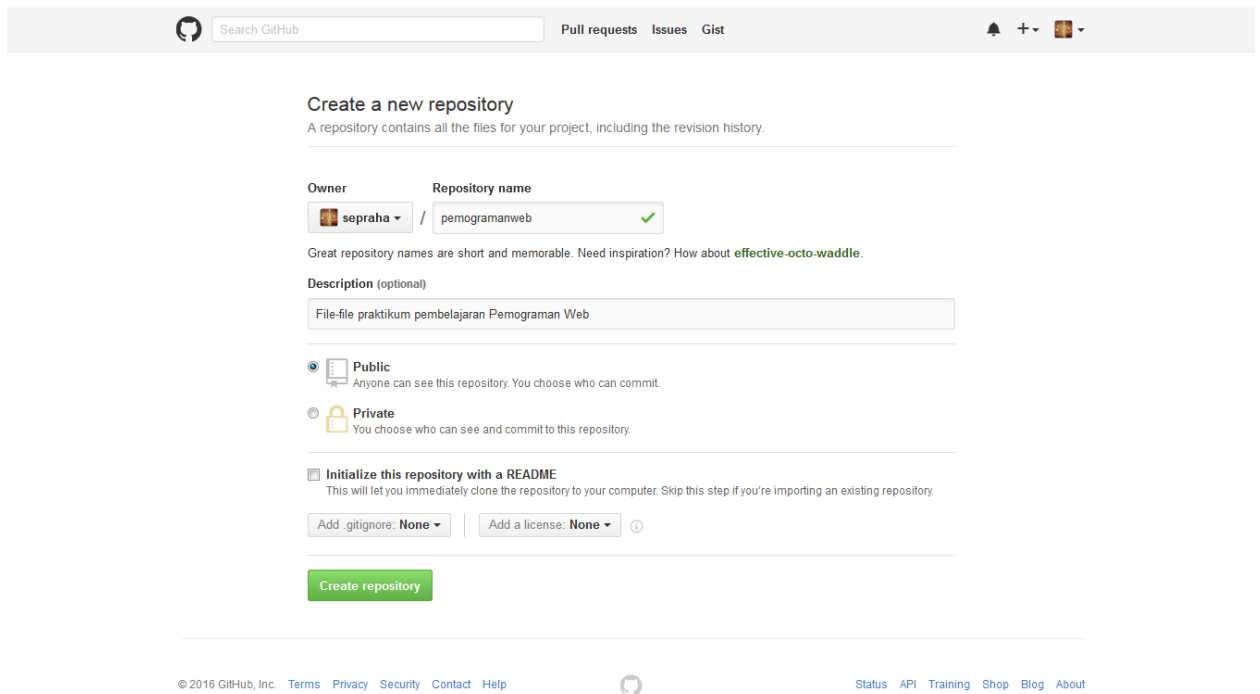 Search GitHub Pull requests Issues Gist
Create a new repository
A repository contains all the files for your project, including the revision history.
Owner Repository name
sepraha / pemogramanweb
Great repository names are short and memorable. Need inspiration? How about effective-octo-waddle.
Description (optional)
File-file praktikum pembelajaran Pemograman Web
Public
Anyone can see this repository. You choose who can commit.
Private
You choose who can see and commit to this repository.
Initialize this repository with a README
This will let you immediately clone the repository to your computer. Skip this step if you're importing an existing repository.
Add .gitignore: None Add a license: None
Create repository
© 2016 GitHub, Inc. Terms Privacy Security Contact Help Status API Training Shop Blog About